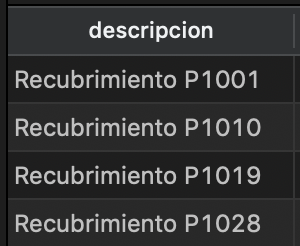 descripcion
Recubrimiento P1001
Recubrimiento P1010
Recubrimiento P1019
Recubrimiento P1028